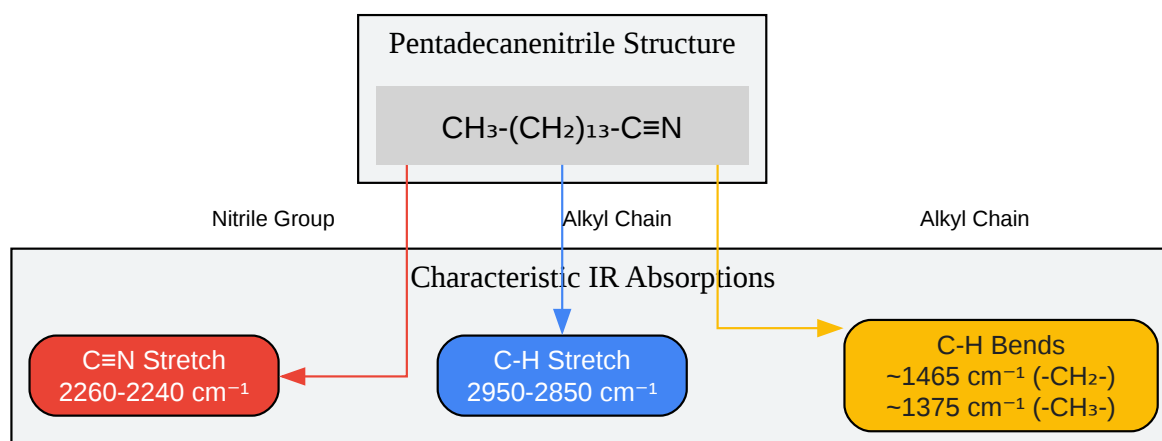 Pentadecanenitrile Structure
CH₃-(CH₂)₁₃-C≡N
Nitrile Group
Alkyl Chain
Alkyl Chain
Characteristic IR Absorptions
C≡N Stretch
2260-2240 cm⁻¹
C-H Stretch
2950-2850 cm⁻¹
C-H Bends
~1465 cm⁻¹ (-CH₂-)
~1375 cm⁻¹ (-CH₃-)